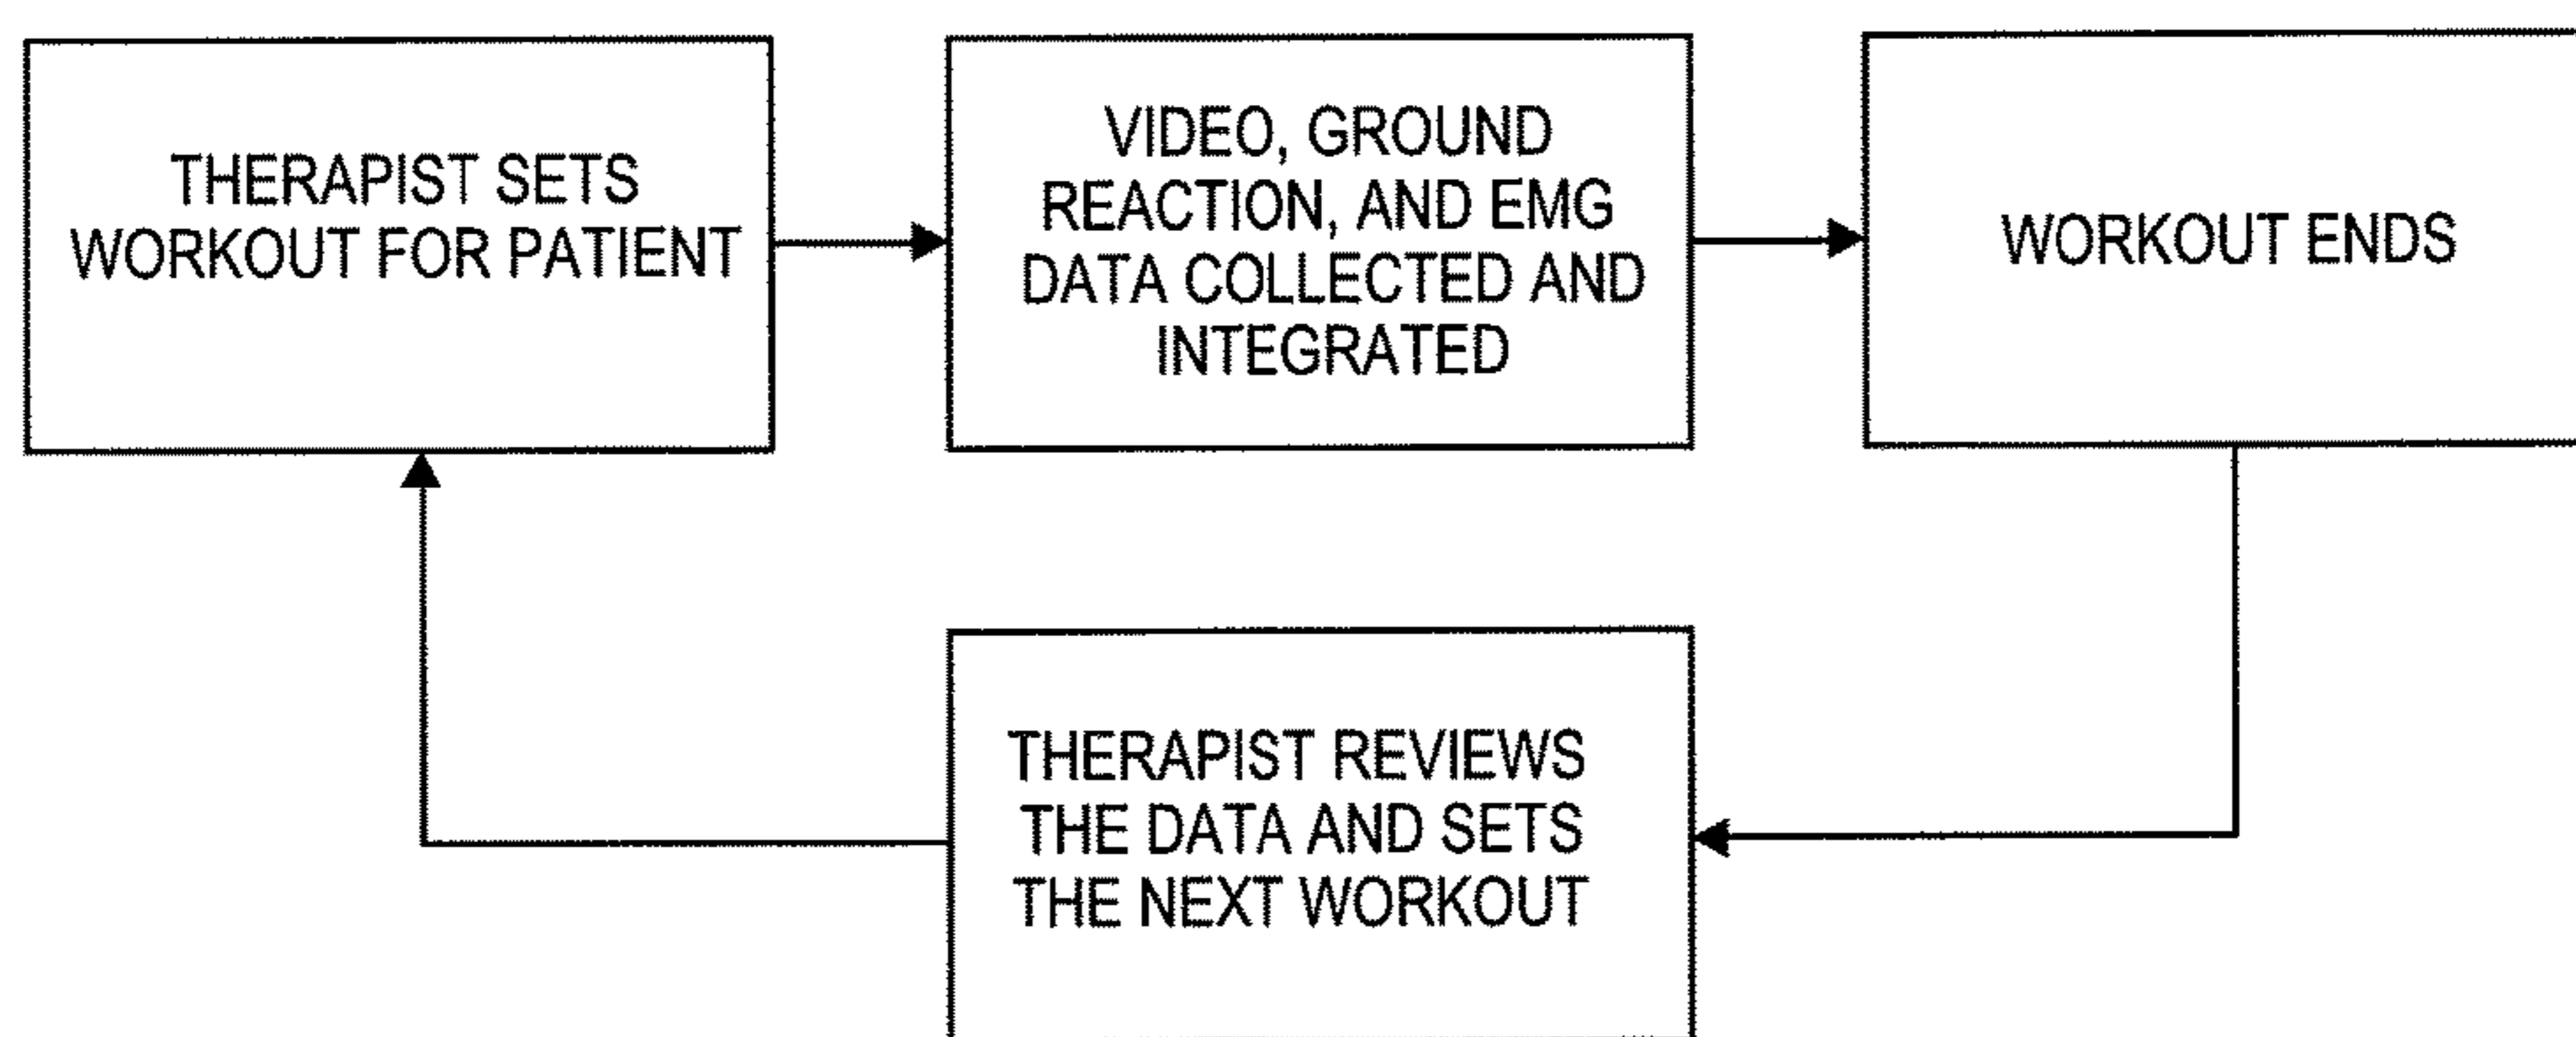 THERAPIST SETS
WORKOUT FOR PATIENT
VIDEO, GROUND
REACTION, AND EMG
DATA COLLECTED AND
INTEGRATED
WORKOUT ENDS
THERAPIST REVIEWS
THE DATA AND SETS
THE NEXT WORKOUT